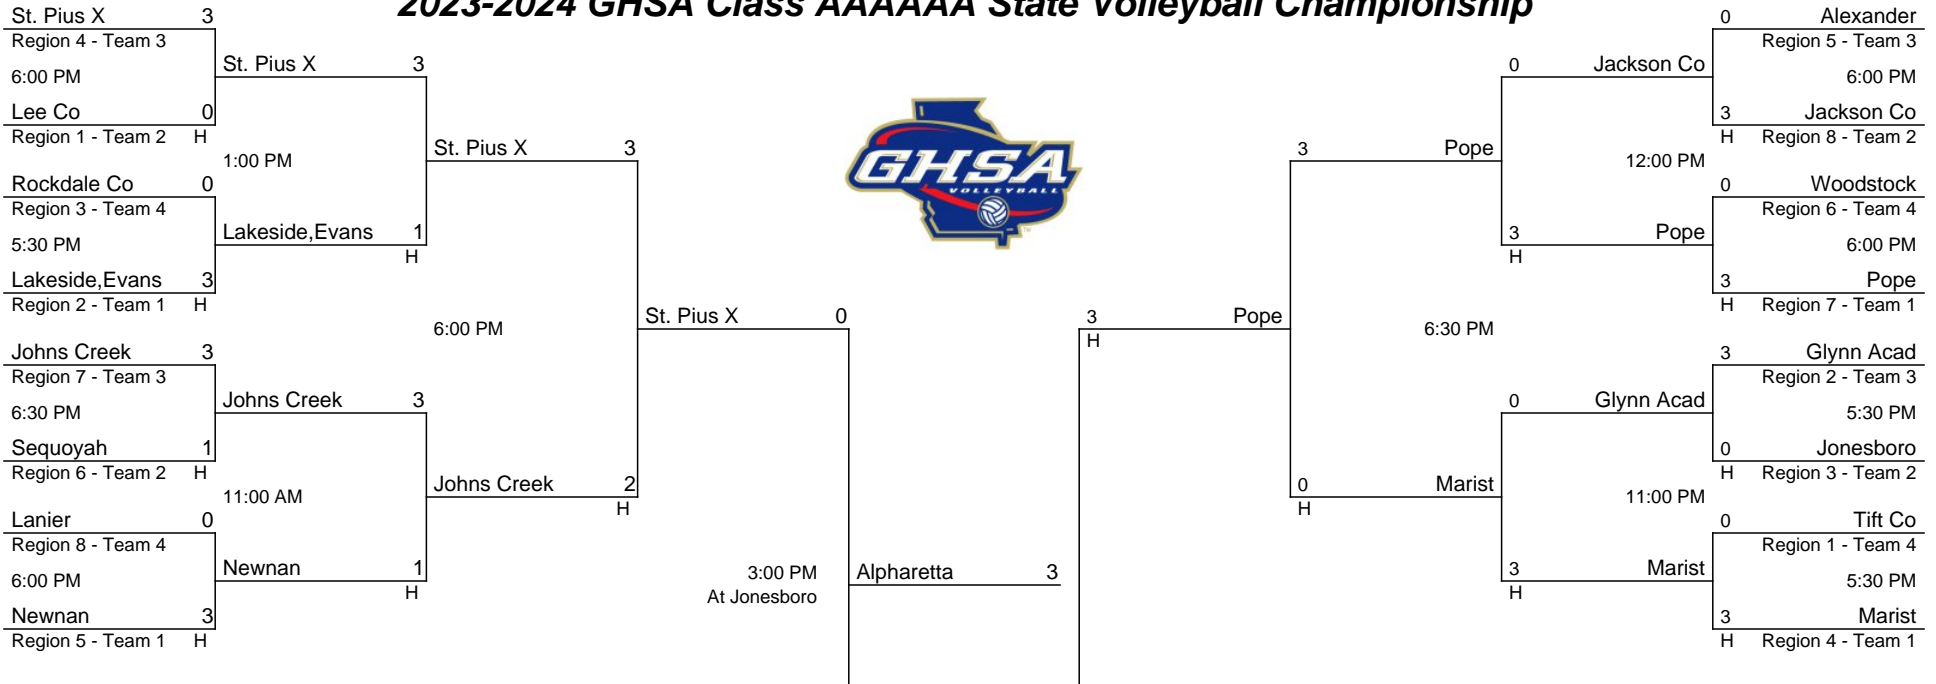 2023-2024 GHSA Class AAAAAA State Volleyball Championship
St. Pius X 3
Region 4 - Team 3
6:00 PM
Lee Co 0
Region 1 - Team 2 H
Rockdale Co 0
Region 3 - Team 4
5:30 PM
Lakeside,Evans 3
Region 2 - Team 1 H
Johns Creek 3
Region 7 - Team 3
6:30 PM
Sequoyah 1
Region 6 - Team 2 H
Lanier 0
Region 8 - Team 4
6:00 PM
Newnan 3
Region 5 - Team 1 H
St. Pius X 3
1:00 PM
Lakeside,Evans 1
H
Johns Creek 3
11:00 AM
Newnan 1
H
St. Pius X 3
6:00 PM
Johns Creek 2
H
St. Pius X 0
3:00 PM
At Jonesboro
Alpharetta 3
GHSA
VOLLEYBALL
TM
3 Pope
H
3 Pope
6:30 PM
0 Marist
H
0 Jackson Co
12:00 PM
3 Pope
H
0 Glynn Acad
11:00 PM
3 Marist
H
0 Alexander
Region 5 - Team 3
6:00 PM
3 Jackson Co
H Region 8 - Team 2
0 Woodstock
Region 6 - Team 4
6:00 PM
3 Pope
H Region 7 - Team 1
3 Glynn Acad
Region 2 - Team 3
5:30 PM
0 Jonesboro
H Region 3 - Team 2
0 Tift Co
Region 1 - Team 4
5:30 PM
3 Marist
H Region 4 - Team 1